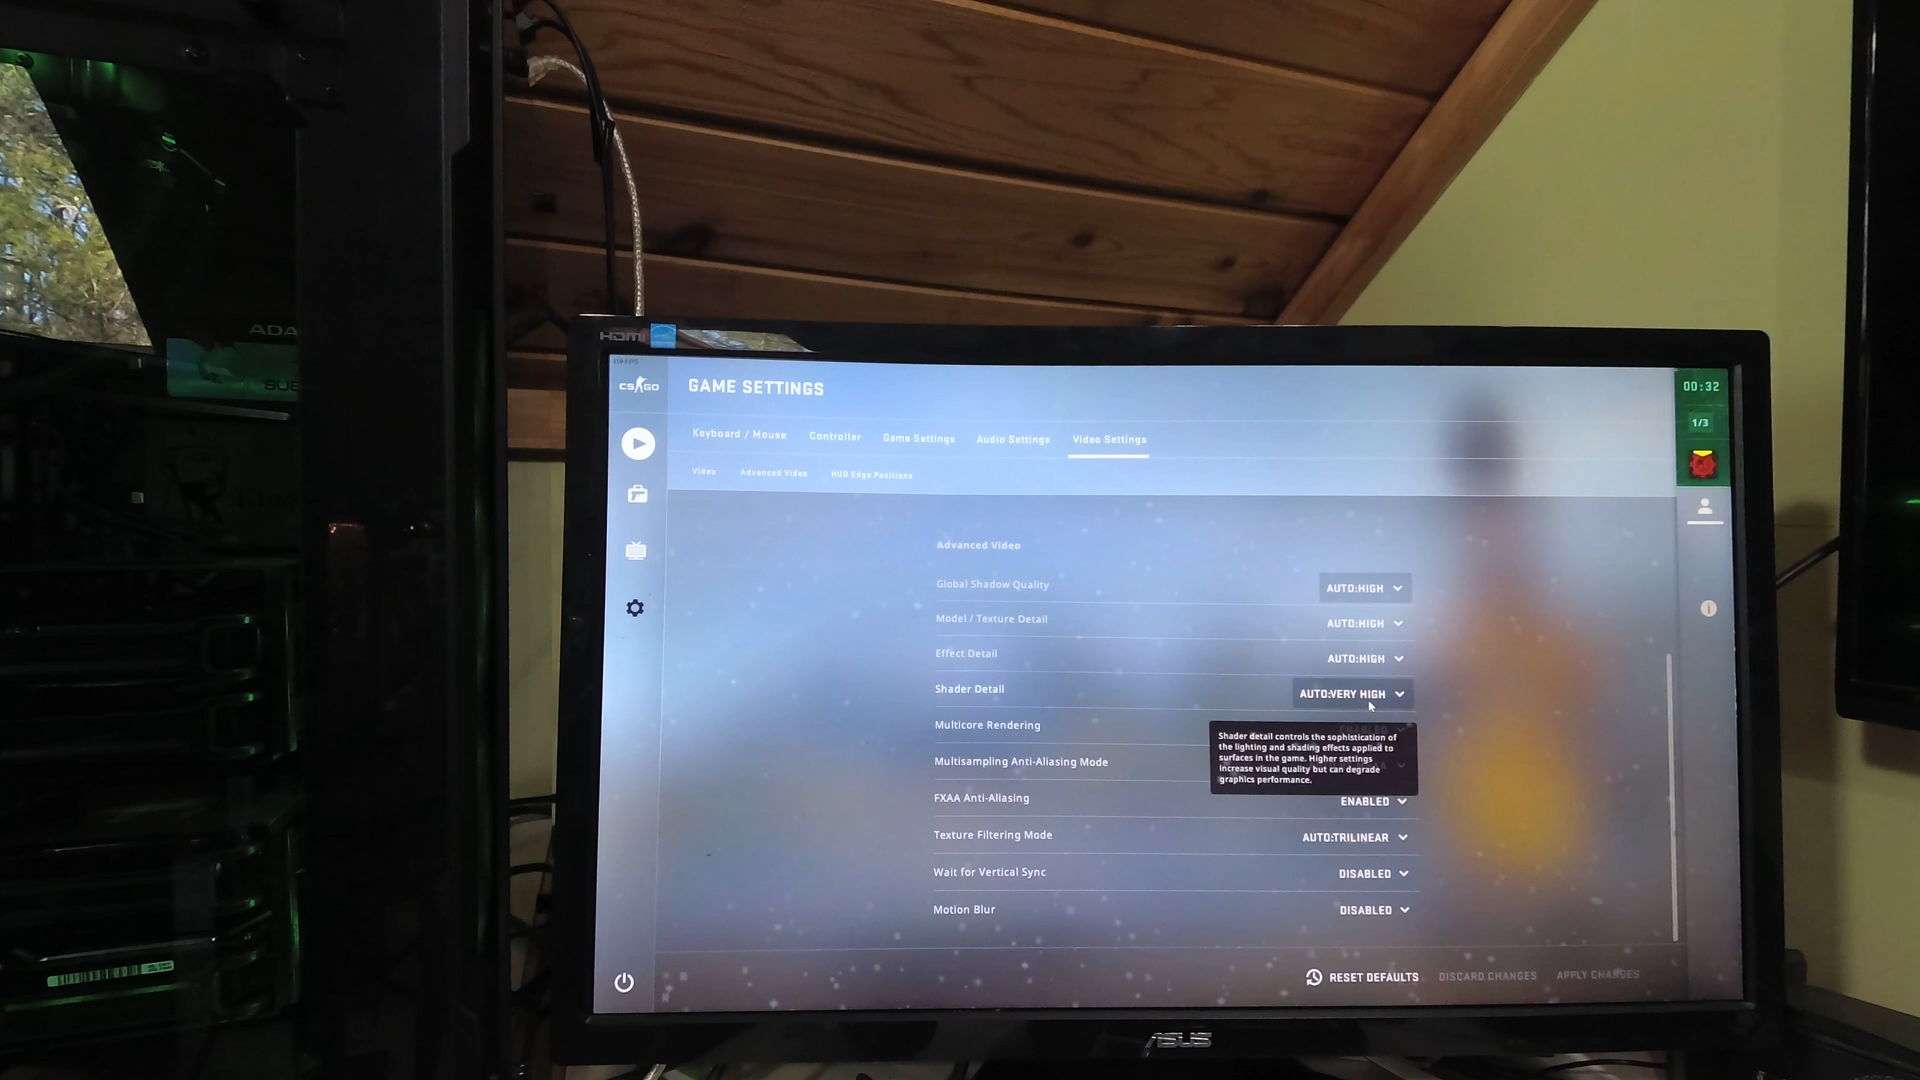 ADA
SU
HDMI
119 FPS
CS GO
GAME SETTINGS
00:32
1/3
Keyboard / Mouse
Controller
Game Settings
Audio Settings
Video Settings
Video
Advanced Video
HUD Edge Positions
Advanced Video
Global Shadow Quality
AUTO:HIGH
Model / Texture Detail
AUTO:HIGH
Effect Detail
AUTO:HIGH
Shader Detail
AUTO:VERY HIGH
Multicore Rendering
ENABLED
Shader detail controls the sophistication of
the lighting and shading effects applied to
surfaces in the game. Higher settings
increase visual quality but can degrade
graphics performance.
Multisampling Anti-Aliasing Mode
FXAA Anti-Aliasing
ENABLED
Texture Filtering Mode
AUTO:TRILINEAR
Wait for Vertical Sync
DISABLED
Motion Blur
DISABLED
RESET DEFAULTS
DISCARD CHANGES
APPLY CHANGES
ASUS